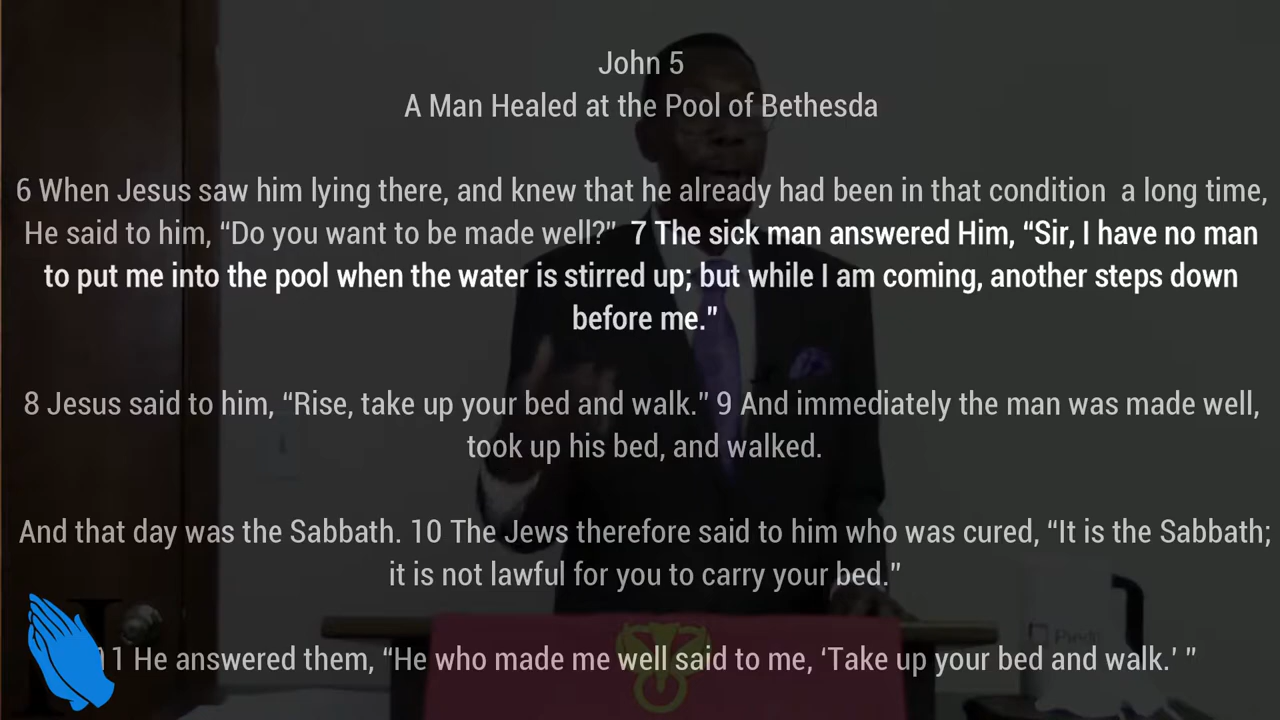 John 5
A Man Healed at the Pool of Bethesda
6 When Jesus saw him lying there, and knew that he already had been in that condition  a long time,
He said to him, “Do you want to be made well?”  7 The sick man answered Him, “Sir, I have no man
to put me into the pool when the water is stirred up; but while I am coming, another steps down
before me.”
8 Jesus said to him, “Rise, take up your bed and walk.” 9 And immediately the man was made well,
took up his bed, and walked.
And that day was the Sabbath. 10 The Jews therefore said to him who was cured, “It is the Sabbath;
it is not lawful for you to carry your bed.”
11 He answered them, “He who made me well said to me, ‘Take up your bed and walk.’ ”